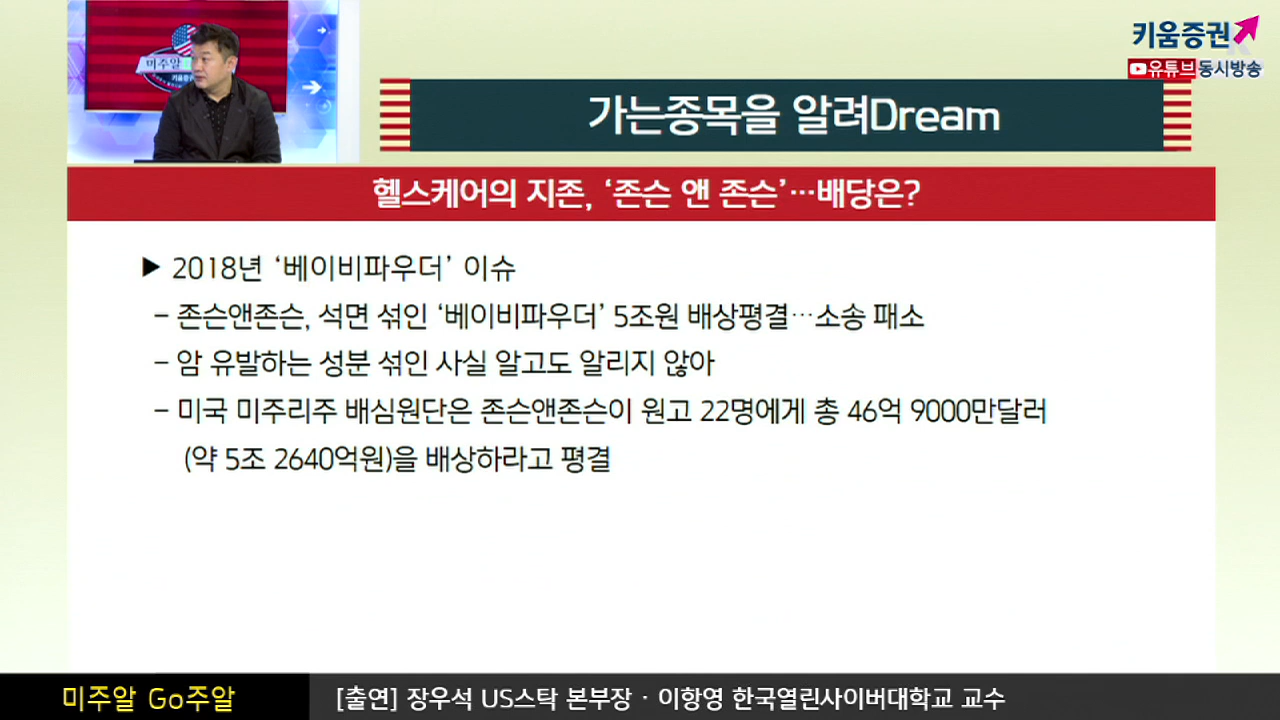 키움증권
유튜브 동시방송
미주알
키움증권
가는종목을 알려Dream
헬스케어의 지존, ‘존슨 앤 존슨’…배당은?
▶ 2018년 ‘베이비파우더’ 이슈
– 존슨앤존슨, 석면 섞인 ‘베이비파우더’ 5조원 배상평결…소송 패소
– 암 유발하는 성분 섞인 사실 알고도 알리지 않아
– 미국 미주리주 배심원단은 존슨앤존슨이 원고 22명에게 총 46억 9000만달러
(약 5조 2640억원)을 배상하라고 평결
미주알 Go주알
[출연] 장우석 US스탁 본부장 · 이항영 한국열린사이버대학교 교수